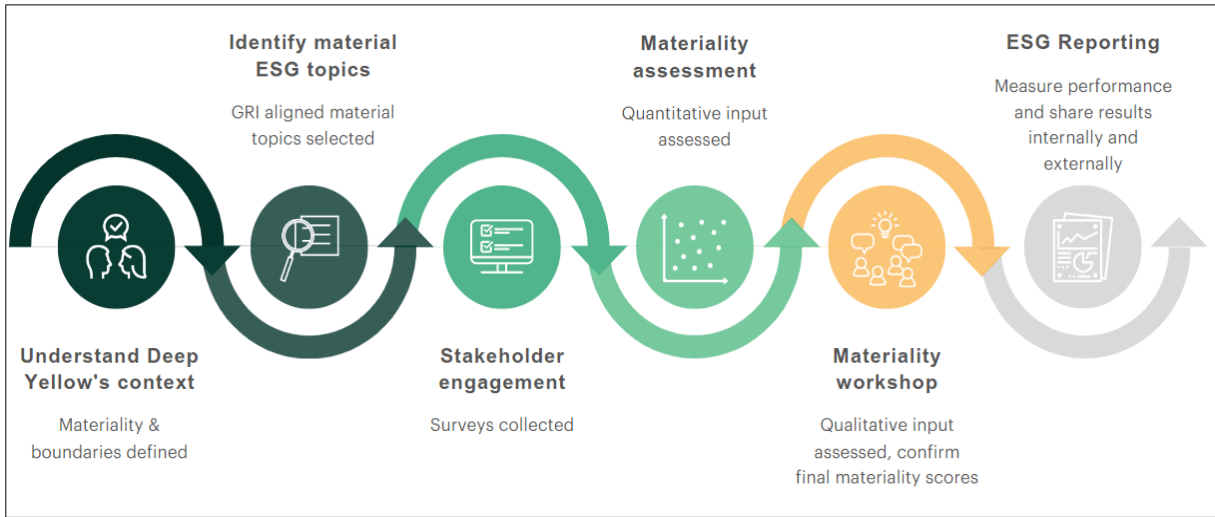 Understand Deep
Yellow's context
Materiality &
boundaries defined
Identify material
ESG topics
GRI aligned material
topics selected
Stakeholder
engagement
Surveys collected
Materiality
assessment
Quantitative input
assessed
Materiality
workshop
Qualitative input
assessed, confirm
final materiality scores
ESG Reporting
Measure performance
and share results
internally and
externally